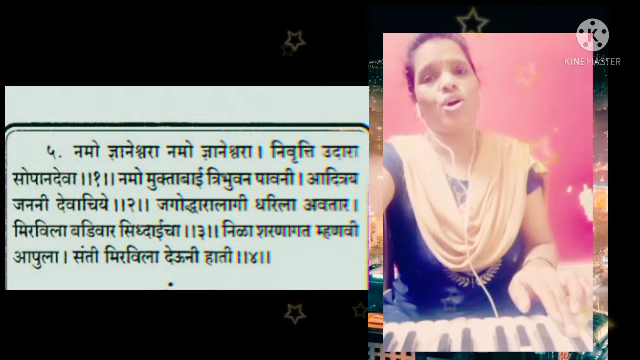 ५. नमो ज्ञानेश्वरा नमो ज्ञानेश्वरा। निवृत्ति उदारा
सोपानदेवा।।१।। नमो मुक्ताबाई त्रिभुवन पावनी। आदित्रय
जननी देवाचिये।।२।। जगोद्धारालागी धरिला अवतार।
मिरविला बडिवार सिध्दाईचा।।३।। निळा शरणागत म्हणवी
आपुला। संती मिरविला देऊनी हाती।।४।।
KINEMASTER